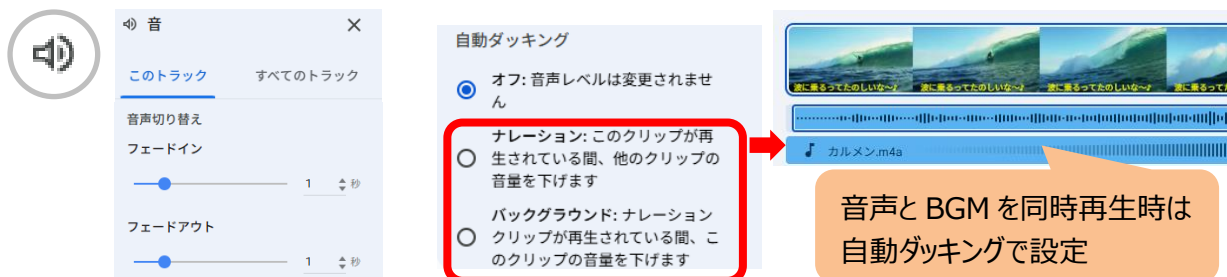 音
このトラック
すべてのトラック
音声切り替え
フェードイン
1 秒
フェードアウト
1 秒
自動ダッキング
オフ: 音声レベルは変更されませ
ん
ナレーション: このクリップが再
生されている間、他のクリップの
音量を下げます
バックグラウンド: ナレーション
クリップが再生されている間、こ
のクリップの音量を下げます
波に乗るってたのしいな~♪ 波に乗るってたのしいな~♪ 波に乗るってたのしいな~♪ 波に乗るってた
カルメン.m4a
音声と BGM を同時再生時は
自動ダッキングで設定